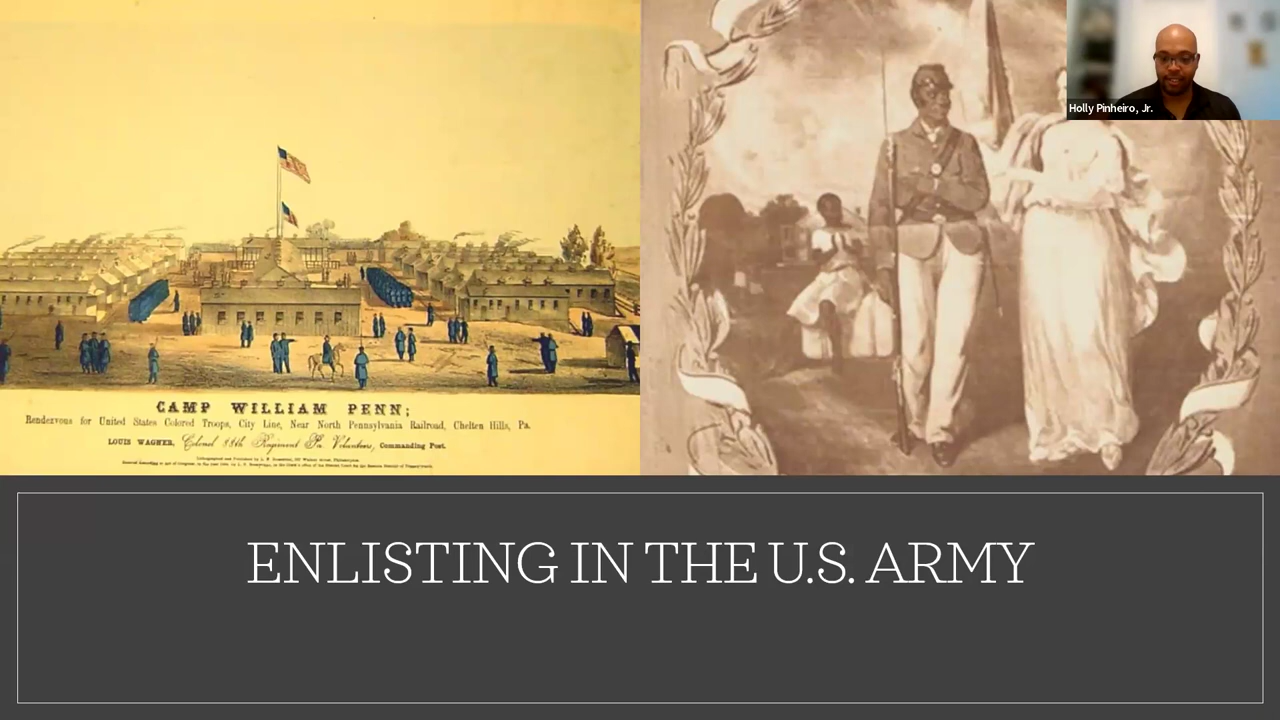 Holly Pinheiro, Jr.
CAMP WILLIAM PENN;
Rendezvous for United States Colored Troops, City Line, Near North Pennsylvania Railroad, Chelten Hills, Pa.
LOUIS WAGNER, Colonel 88th Regiment Pa Volunteers, Commanding Post.
ENLISTING IN THE U.S. ARMY